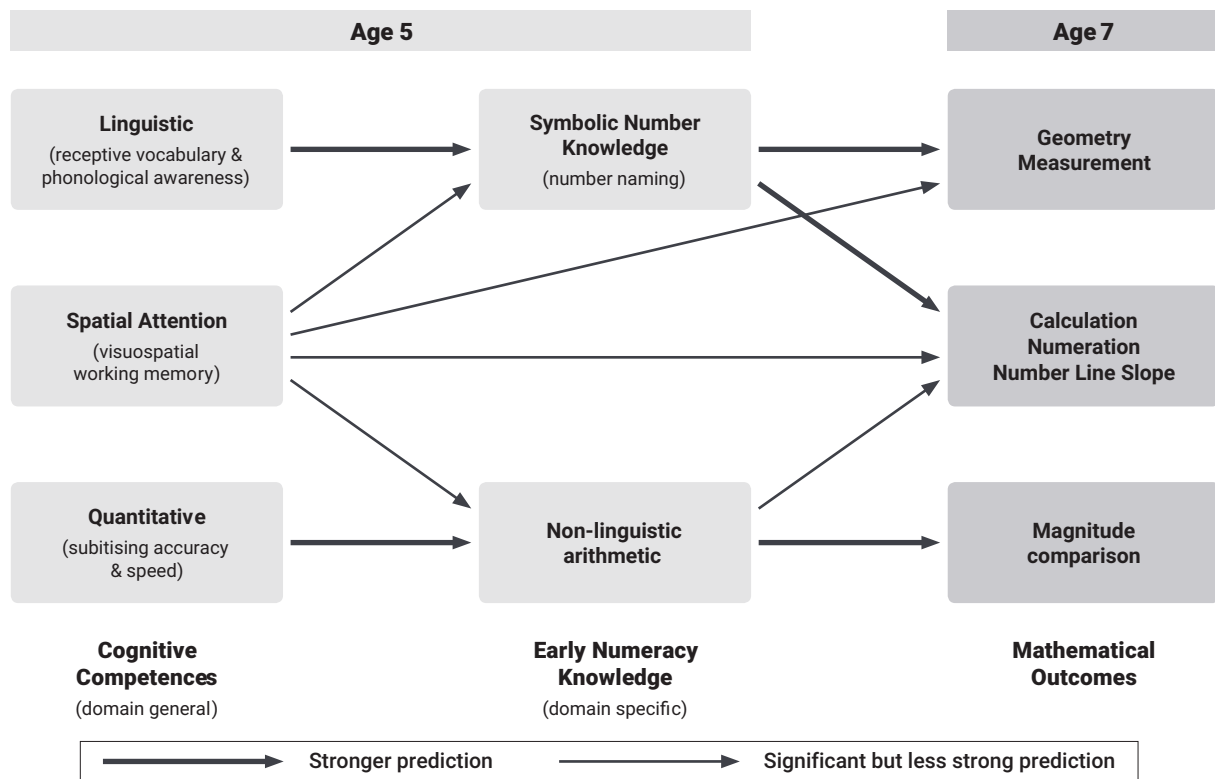 Age 5
Age 7
Linguistic
(receptive vocabulary &
phonological awareness)
Symbolic Number
Knowledge
(number naming)
Geometry
Measurement
Spatial Attention
(visuospatial
working memory)
Calculation
Numeration
Number Line Slope
Quantitative
(subitising accuracy
& speed)
Non-linguistic
arithmetic
Magnitude
comparison
Cognitive
Competences
(domain general)
Early Numeracy
Knowledge
(domain specific)
Mathematical
Outcomes
Stronger prediction
Significant but less strong prediction